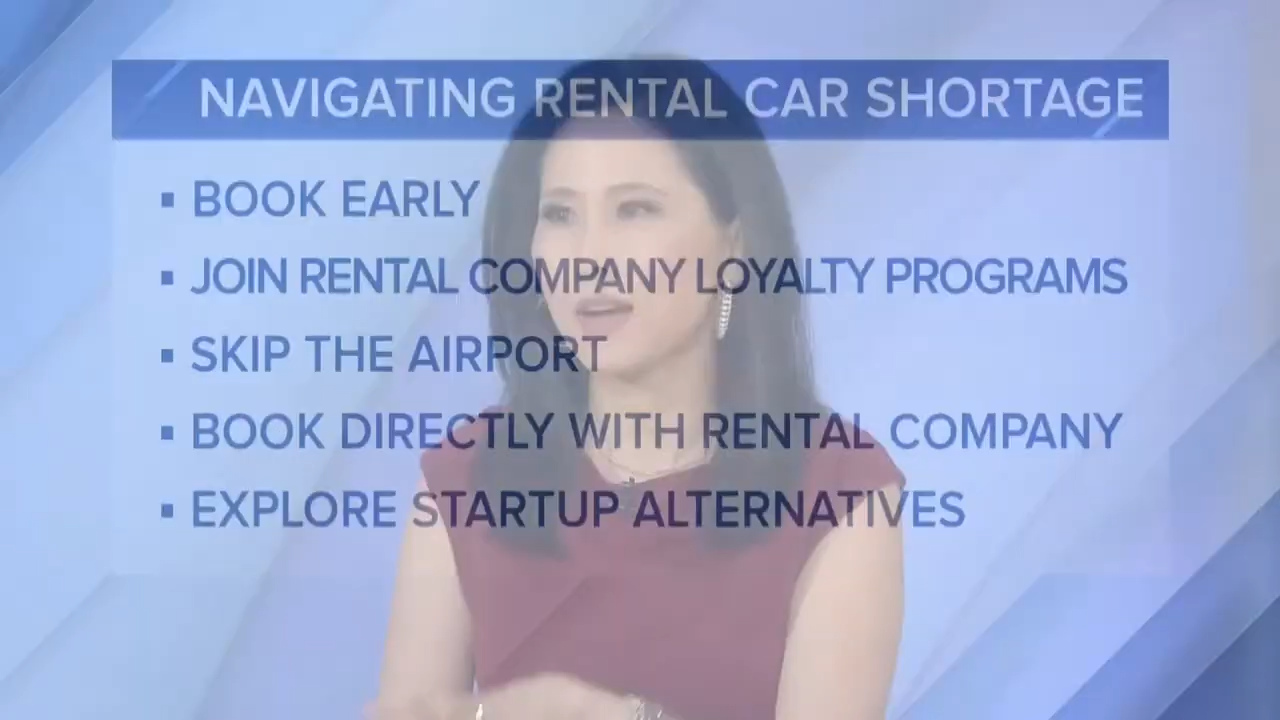 NAVIGATING RENTAL CAR SHORTAGE
▪ BOOK EARLY
▪ JOIN RENTAL COMPANY LOYALTY PROGRAMS
▪ SKIP THE AIRPORT
▪ BOOK DIRECTLY WITH RENTAL COMPANY
▪ EXPLORE STARTUP ALTERNATIVES